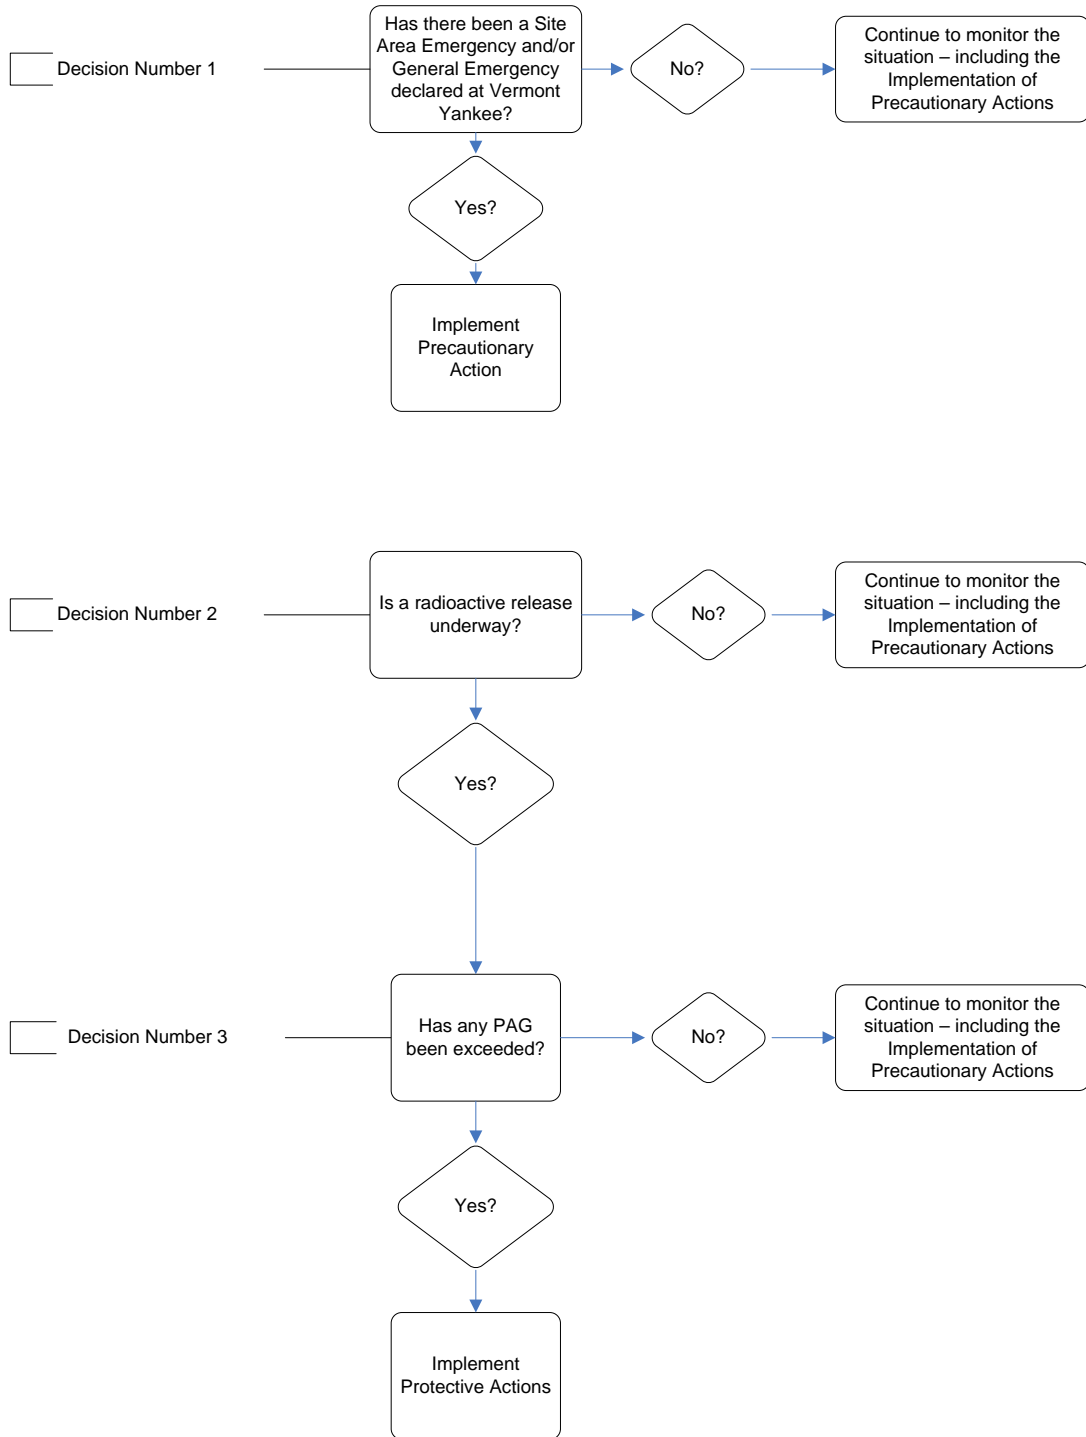 Decision Number 1
Has there been a Site
Area Emergency and/or
General Emergency
declared at Vermont
Yankee?
No?
Continue to monitor the
situation – including the
Implementation of
Precautionary Actions
Yes?
Implement
Precautionary
Action
Decision Number 2
Is a radioactive release
underway?
No?
Continue to monitor the
situation – including the
Implementation of
Precautionary Actions
Yes?
Decision Number 3
Has any PAG
been exceeded?
No?
Continue to monitor the
situation – including the
Implementation of
Precautionary Actions
Yes?
Implement
Protective Actions